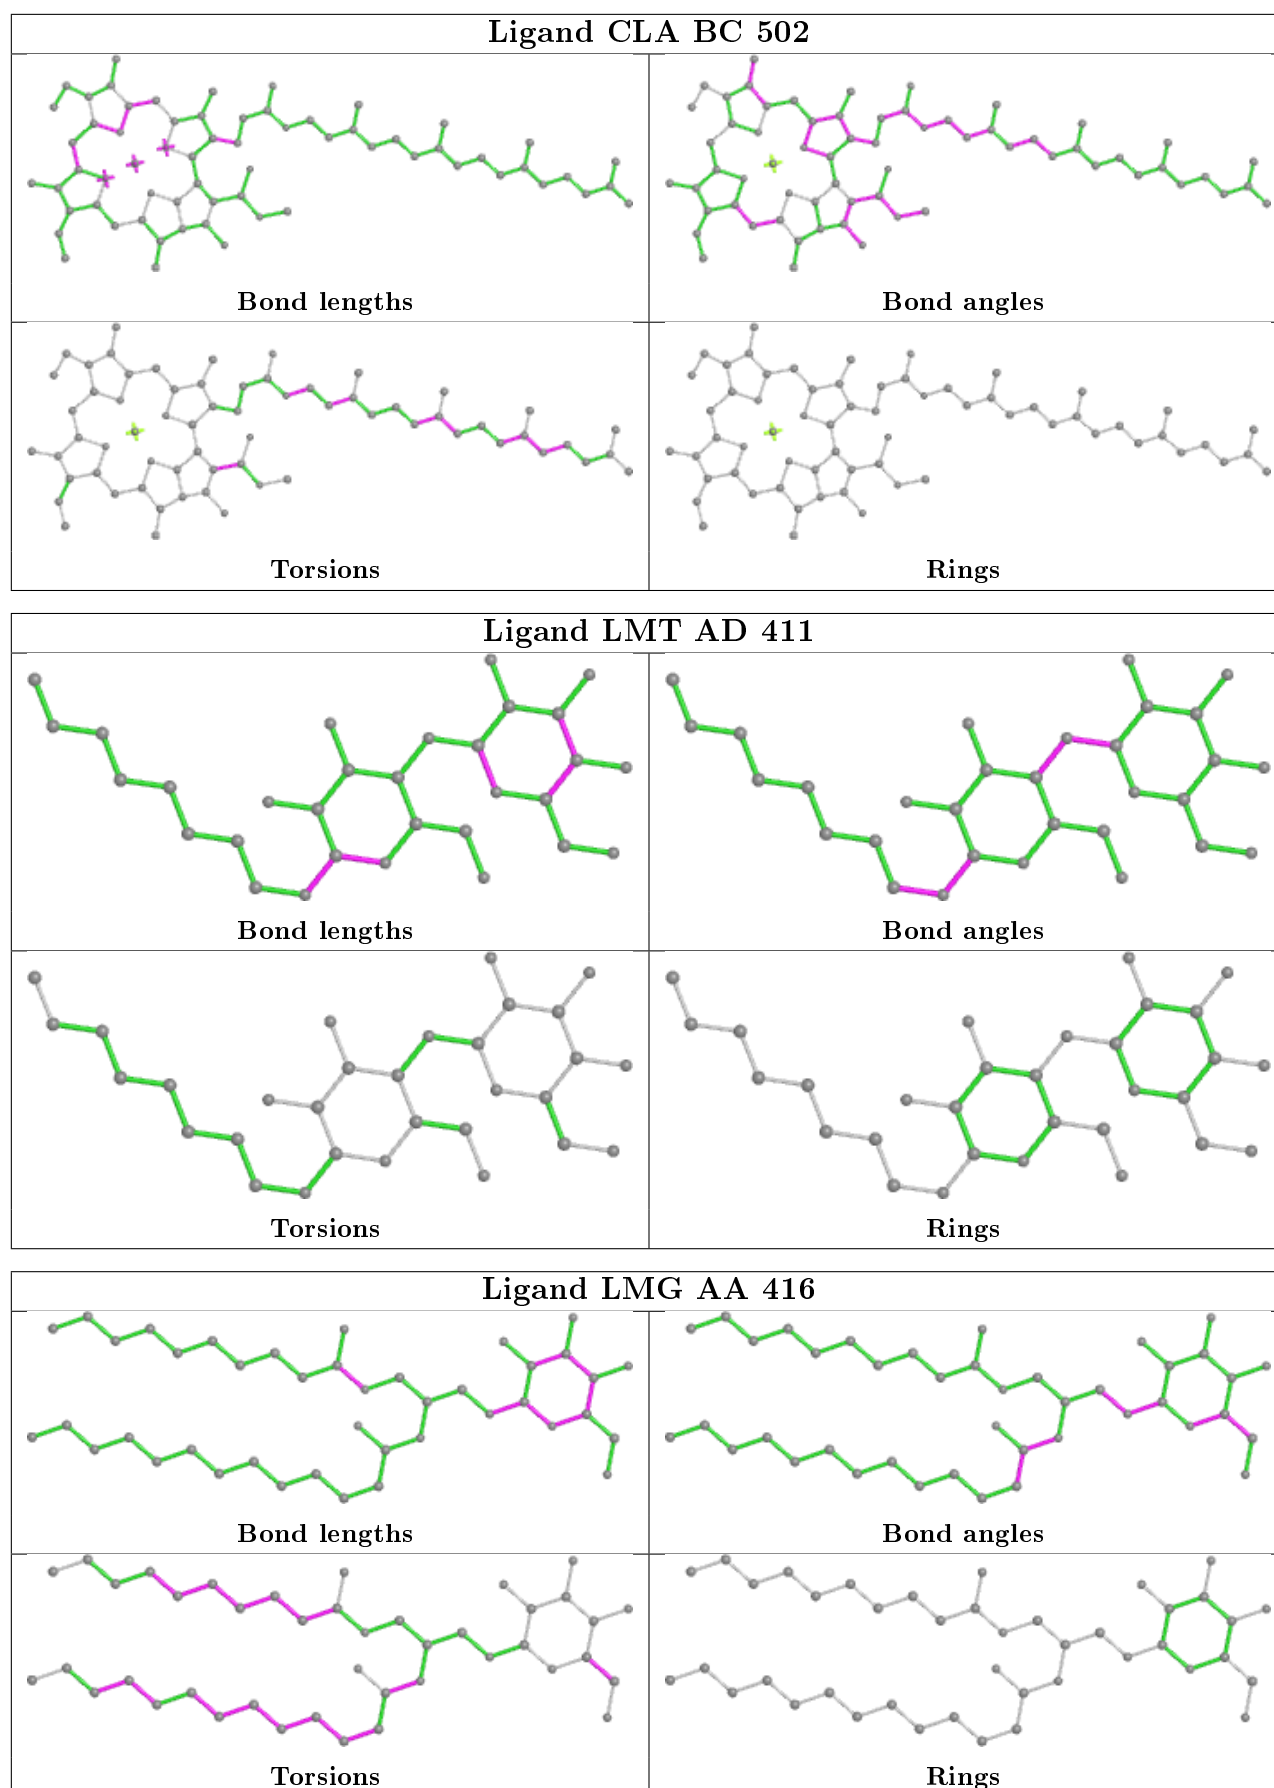 Ligand CLA BC 502
Bond lengths
Bond angles
Torsions
Rings
Ligand LMT AD 411
Bond lengths
Bond angles
Torsions
Rings
Ligand LMG AA 416
Bond lengths
Bond angles
Torsions
Rings